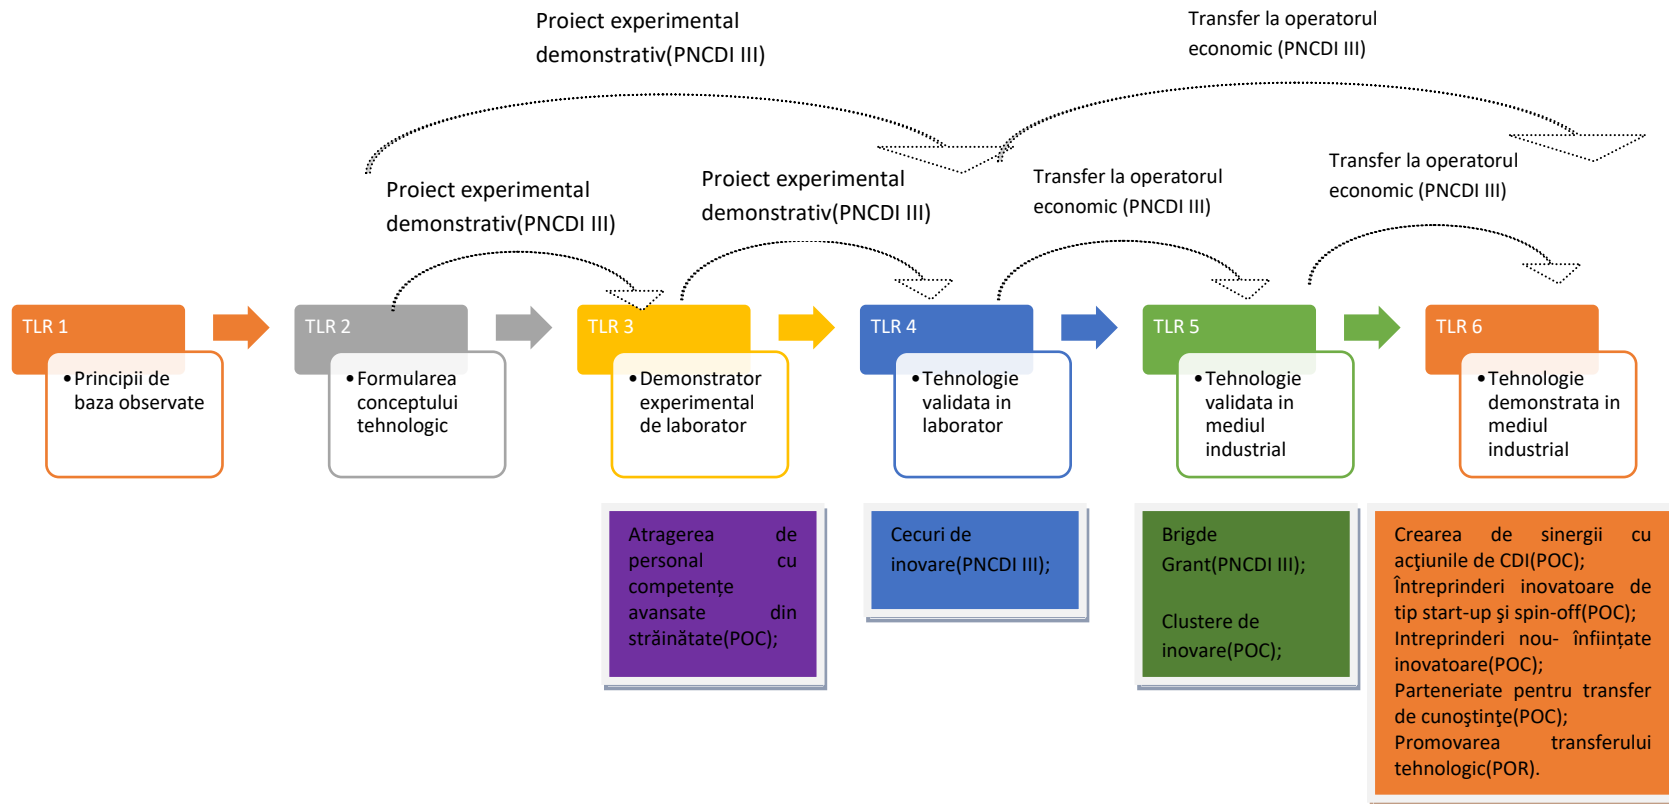 Proiect experimental
demonstrativ(PNCDI III)
Transfer la operatorul
economic (PNCDI III)
Proiect experimental
demonstrativ(PNCDI III)
Proiect experimental
demonstrativ(PNCDI III)
Transfer la operatorul
economic (PNCDI III)
Transfer la operatorul
economic (PNCDI III)
TLR 1
•Principii de
baza observate
TLR 2
•Formularea
conceptului
tehnologic
TLR 3
•Demonstrator
experimental
de laborator
TLR 4
•Tehnologie
validata in
laborator
TLR 5
•Tehnologie
validata in
mediul
industrial
TLR 6
•Tehnologie
demonstrata in
mediul
industrial
Atragerea de
personal cu
competențe
avansate din
străinătate(POC);
Cecuri de
inovare(PNCDI III);
Brigde
Grant(PNCDI III);
Clustere de
inovare(POC);
Crearea de sinergii cu
acţiunile de CDI(POC);
Întreprinderi inovatoare de
tip start-up şi spin-off(POC);
Intreprinderi nou- înființate
inovatoare(POC);
Parteneriate pentru transfer
de cunoştinţe(POC);
Promovarea transferului
tehnologic(POR).